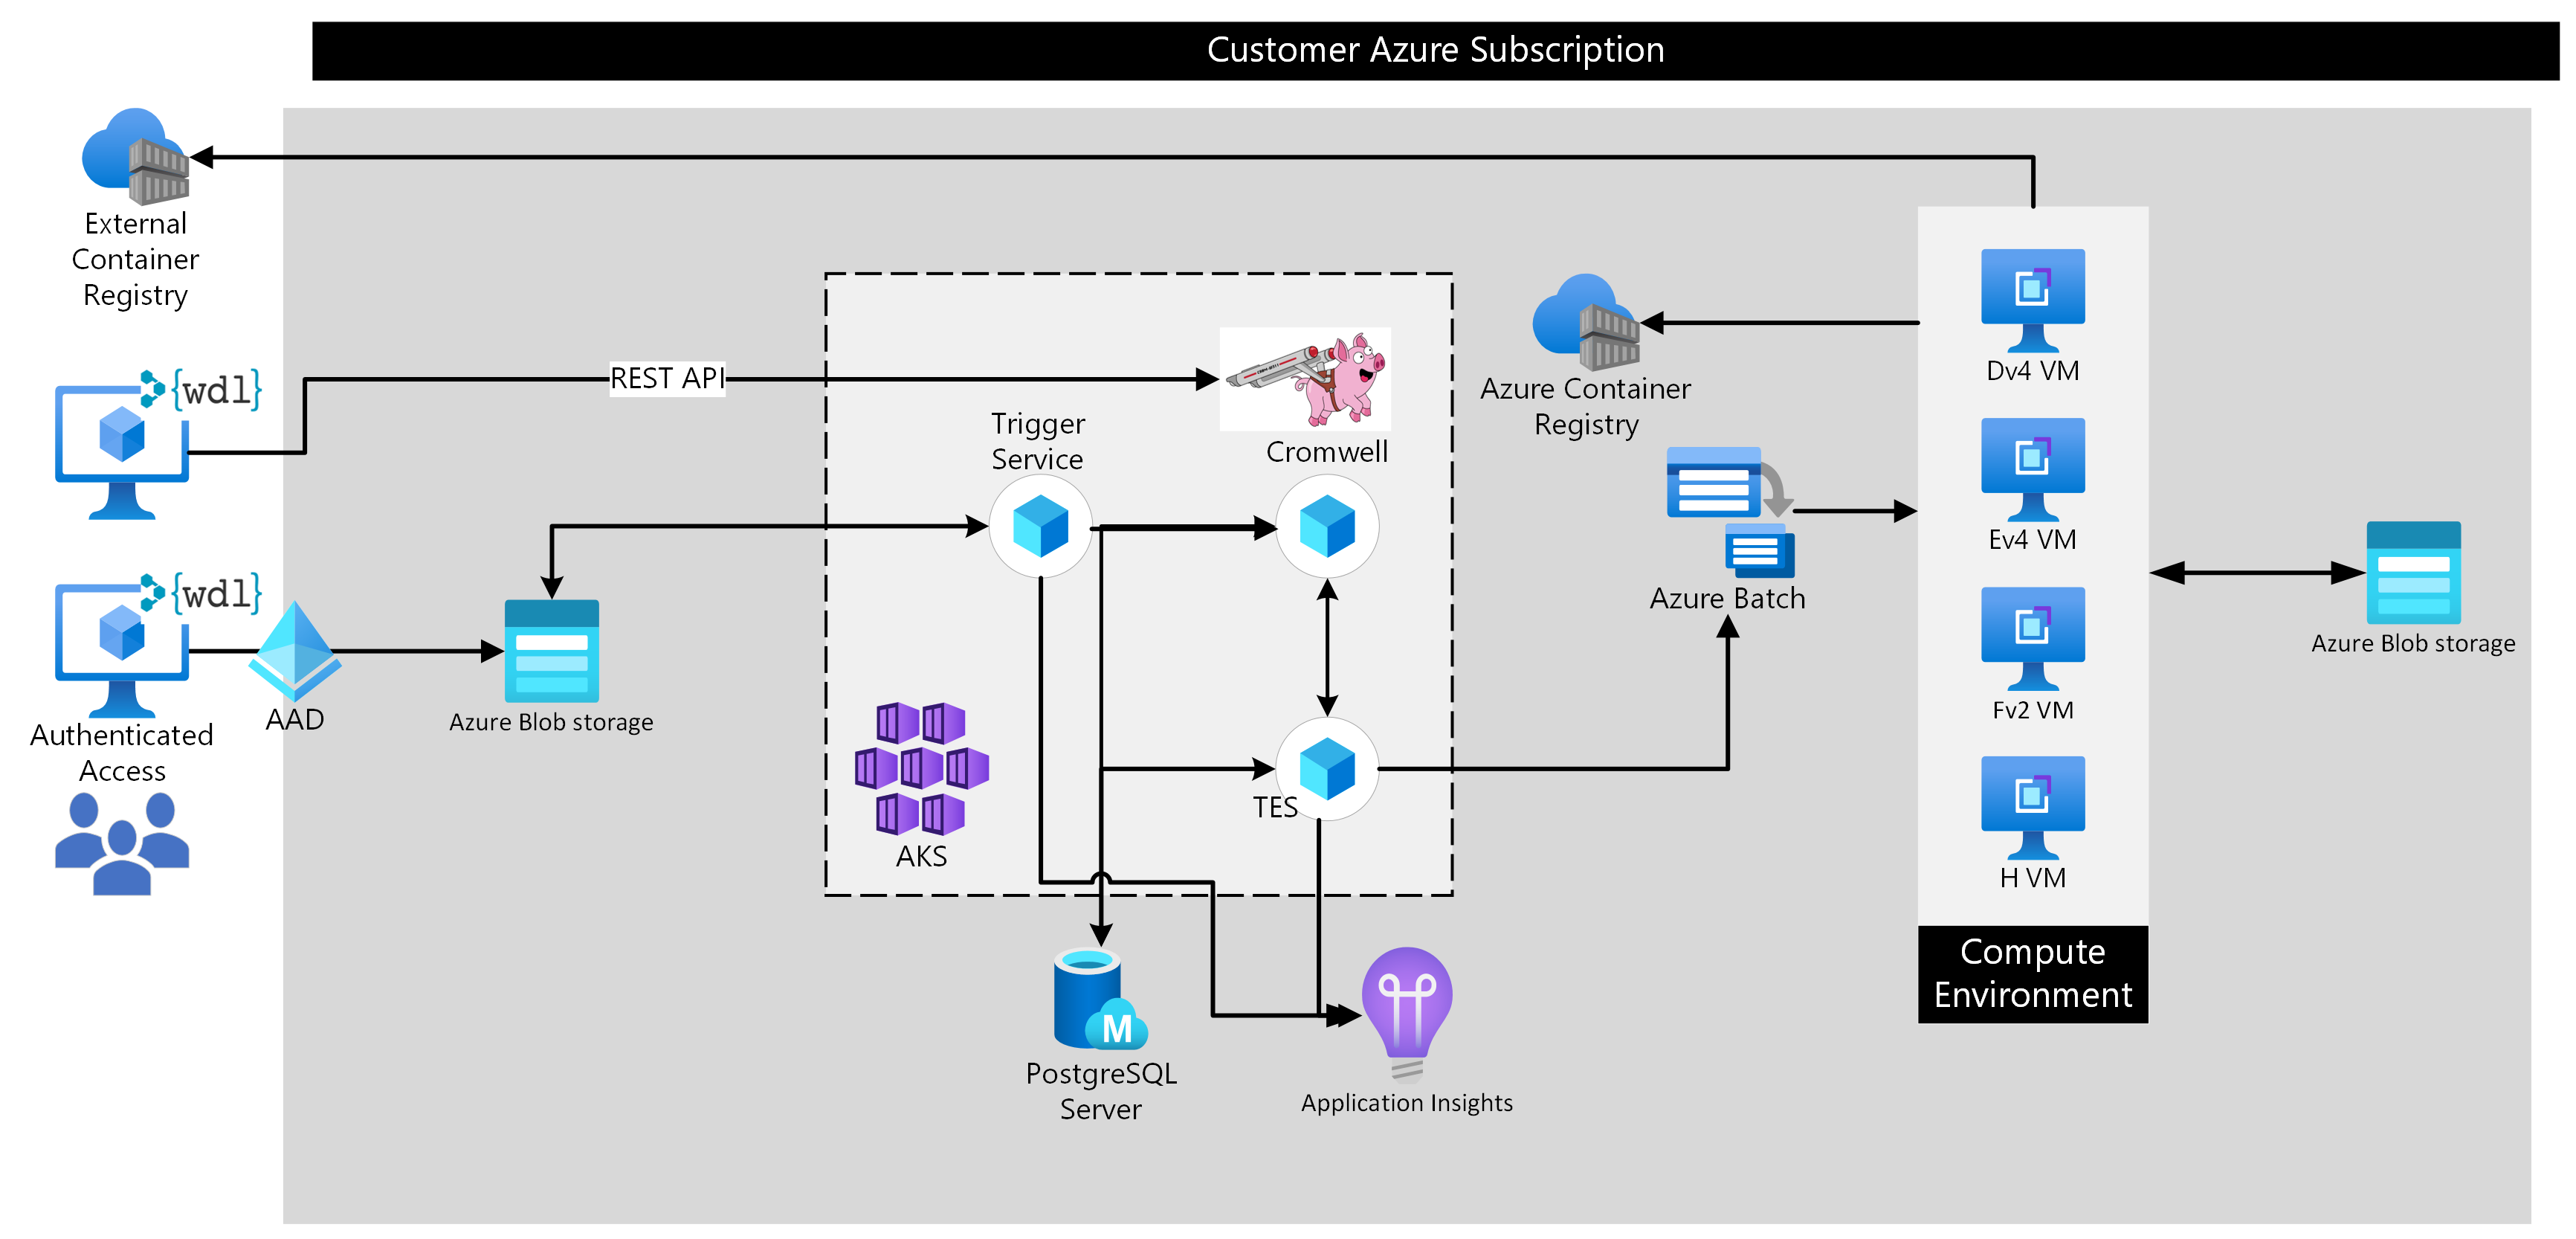 Customer Azure Subscription
External
Container
Registry
{wdl}
REST API
Cromwell
Trigger
Service
{wdl}
Authenticated
Access
AAD
Azure Blob storage
AKS
TES
PostgreSQL
Server
M
Application Insights
Azure Container
Registry
Azure Batch
Dv4 VM
Ev4 VM
Fv2 VM
H VM
Compute
Environment
Azure Blob storage